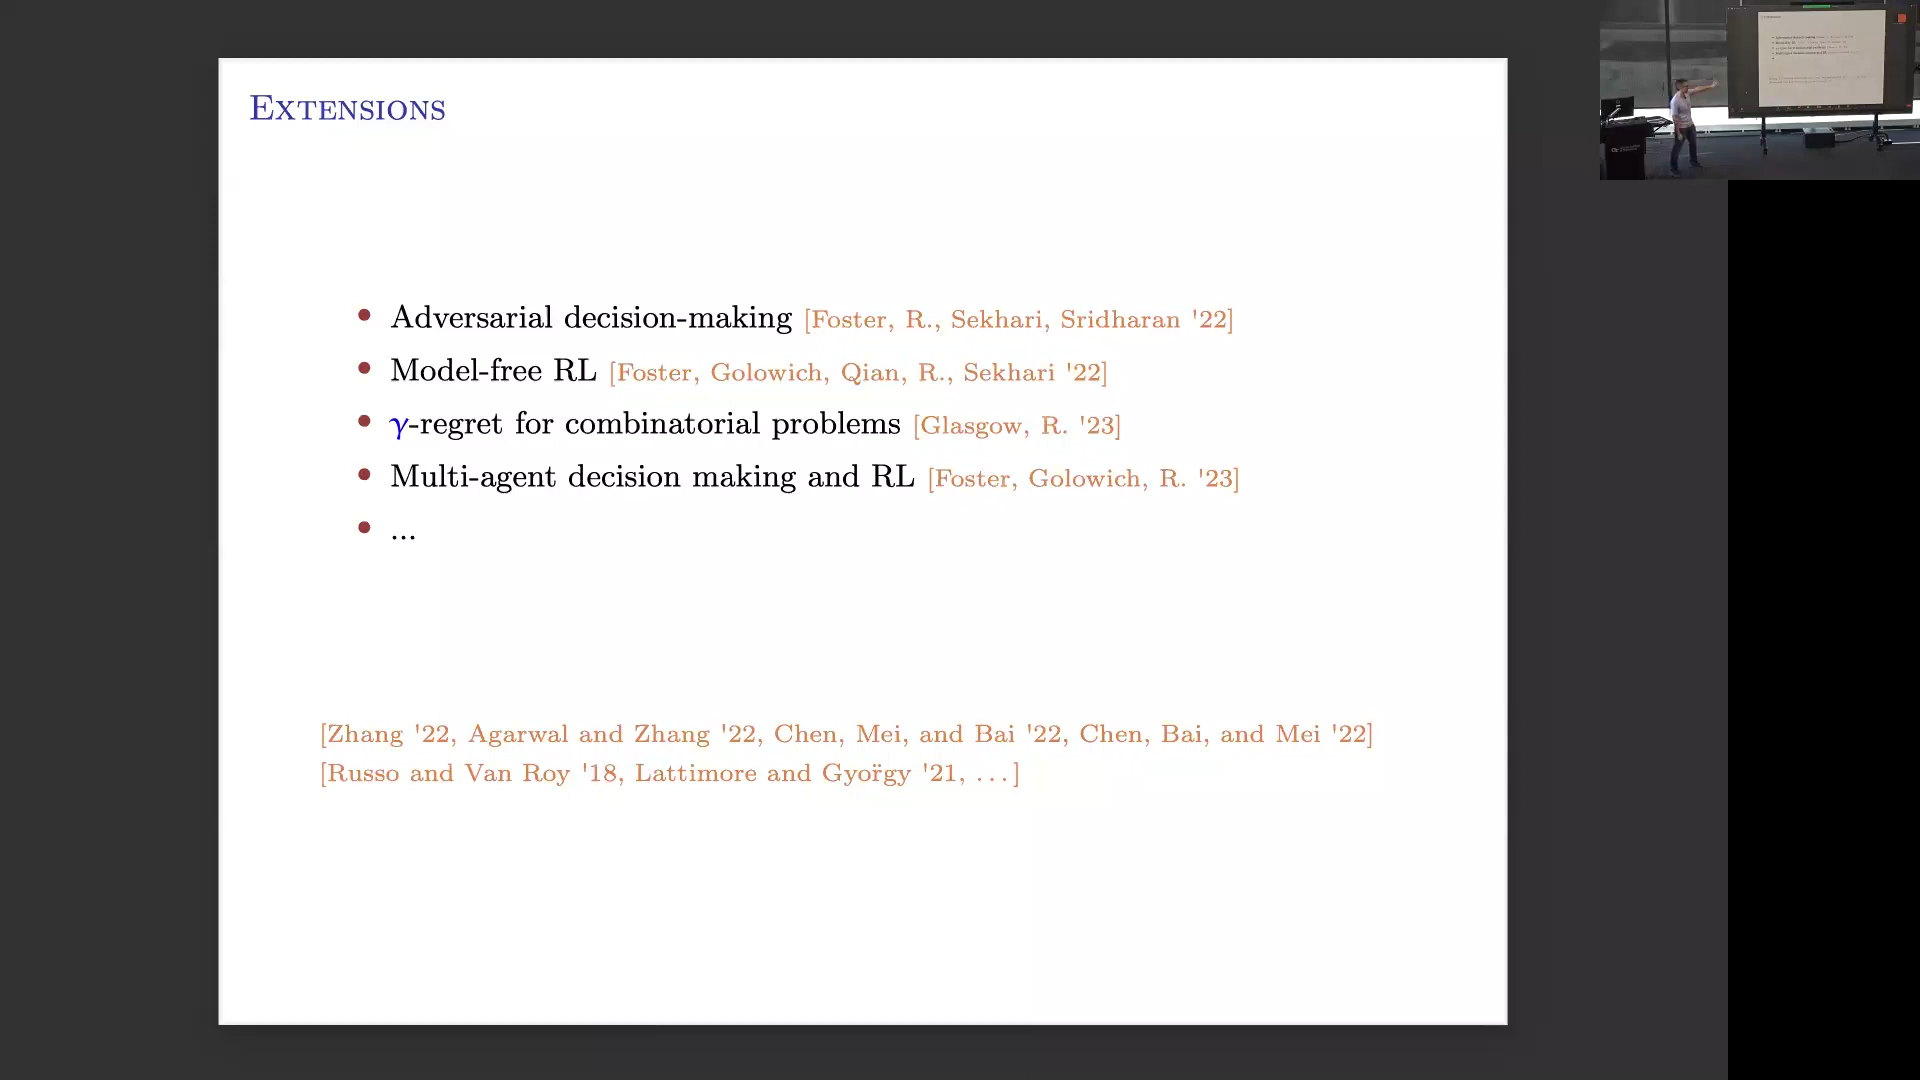 Extensions
• Adversarial decision-making [Foster, R., Sekhari, Sridharan '22]
• Model-free RL [Foster, Golowich, Qian, R., Sekhari '22]
• γ-regret for combinatorial problems [Glasgow, R. '23]
• Multi-agent decision making and RL [Foster, Golowich, R. '23]
• ...
[Zhang '22, Agarwal and Zhang '22, Chen, Mei, and Bai '22, Chen, Bai, and Mei '22]
[Russo and Van Roy '18, Lattimore and Gyor̈gy '21, ...]